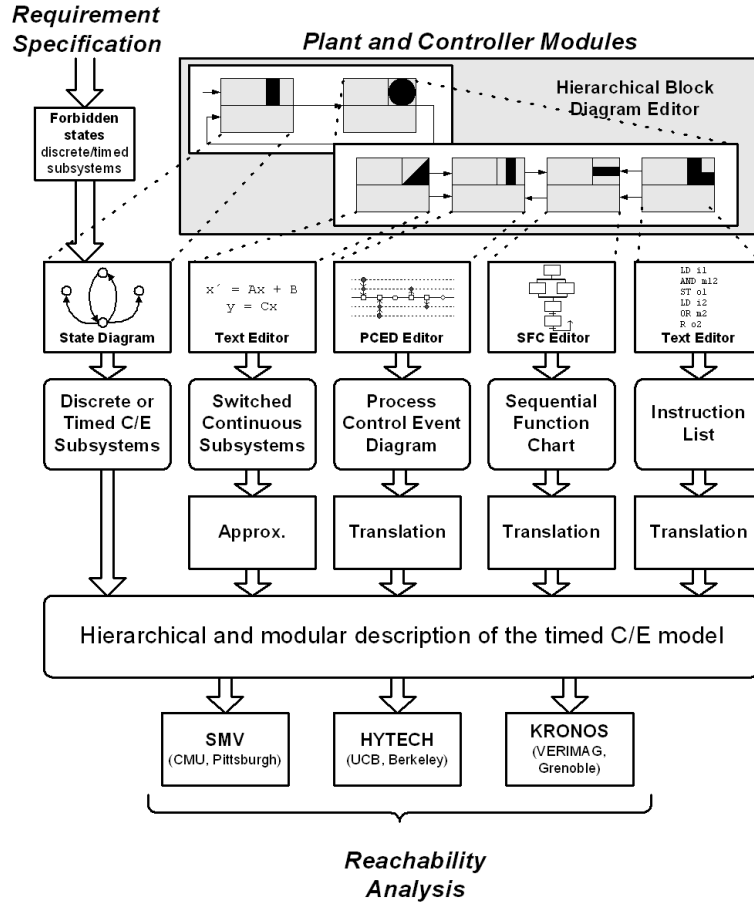 Requirement
Specification
Plant and Controller Modules
Hierarchical Block
Diagram Editor
Forbidden
states
discrete/timed
subsystems
State Diagram
x´ = Ax + B
y = Cx
Text Editor
PCED Editor
SFC Editor
LD i1
AND m12
ST o1
LD i2
OR m2
R o2
Text Editor
Discrete or
Timed C/E
Subsystems
Switched
Continuous
Subsystems
Process
Control Event
Diagram
Sequential
Function
Chart
Instruction
List
Approx.
Translation
Translation
Translation
Hierarchical and modular description of the timed C/E model
SMV
(CMU, Pittsburgh)
HYTECH
(UCB, Berkeley)
KRONOS
(VERIMAG,
Grenoble)
Reachability
Analysis